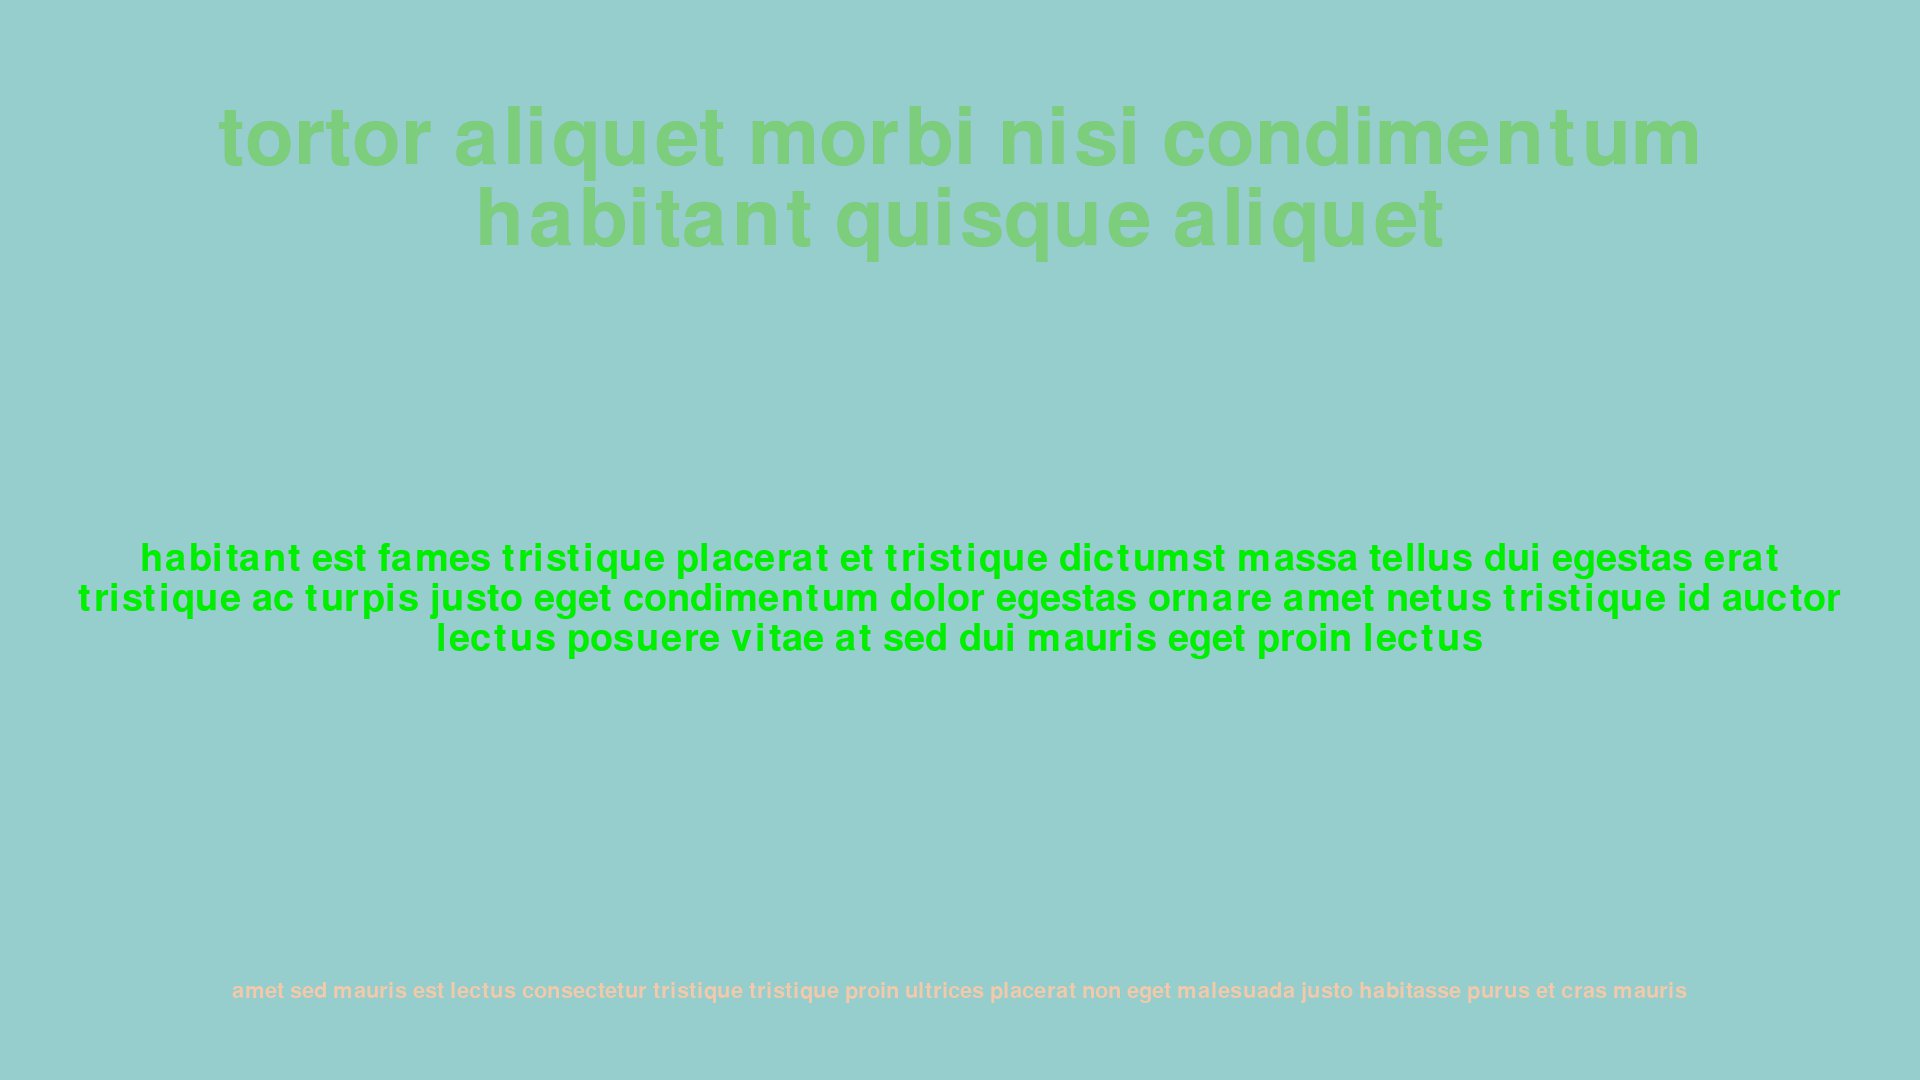 tortor aliquet morbi nisi condimentum
habitant quisque aliquet
habitant est fames tristique placerat et tristique dictumst massa tellus dui egestas erat
tristique ac turpis justo eget condimentum dolor egestas ornare amet netus tristique id auctor
lectus posuere vitae at sed dui mauris eget proin lectus
amet sed mauris est lectus consectetur tristique tristique proin ultrices placerat non eget malesuada justo habitasse purus et cras mauris